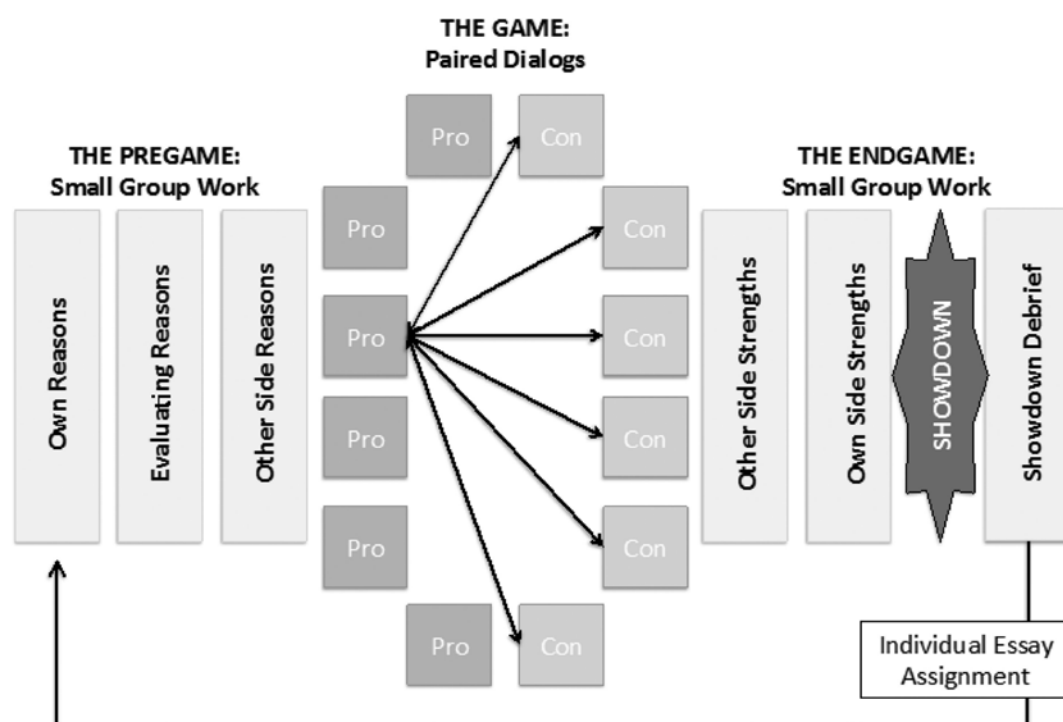 THE GAME:
Paired Dialogs
Pro
Con
THE PREGAME:
Small Group Work
THE ENDGAME:
Small Group Work
Own Reasons
Evaluating Reasons
Other Side Reasons
Pro
Con
Pro
Con
Pro
Con
Pro
Con
Pro
Con
Other Side Strengths
Own Side Strengths
SHOWDOWN
Showdown Debrief
Individual Essay
Assignment